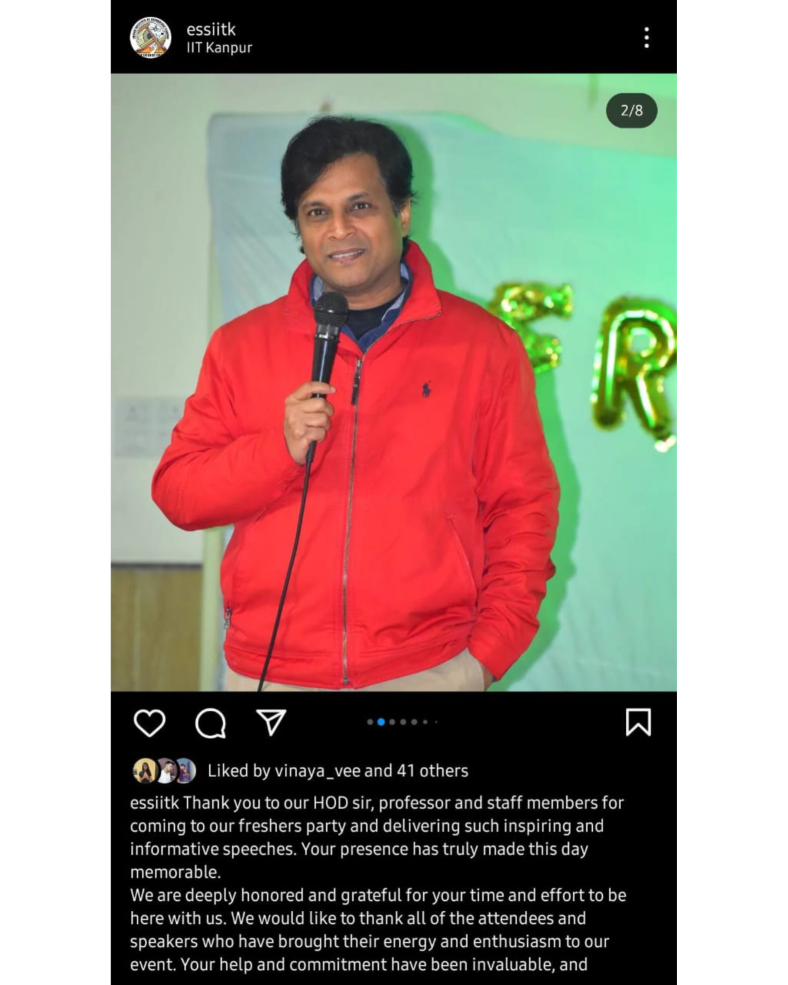 essiitk
IIT Kanpur
2/8
ER
Liked by vinaya_vee and 41 others
essiitk Thank you to our HOD sir, professor and staff members for
coming to our freshers party and delivering such inspiring and
informative speeches. Your presence has truly made this day
memorable.
We are deeply honored and grateful for your time and effort to be
here with us. We would like to thank all of the attendees and
speakers who have brought their energy and enthusiasm to our
event. Your help and commitment have been invaluable, and